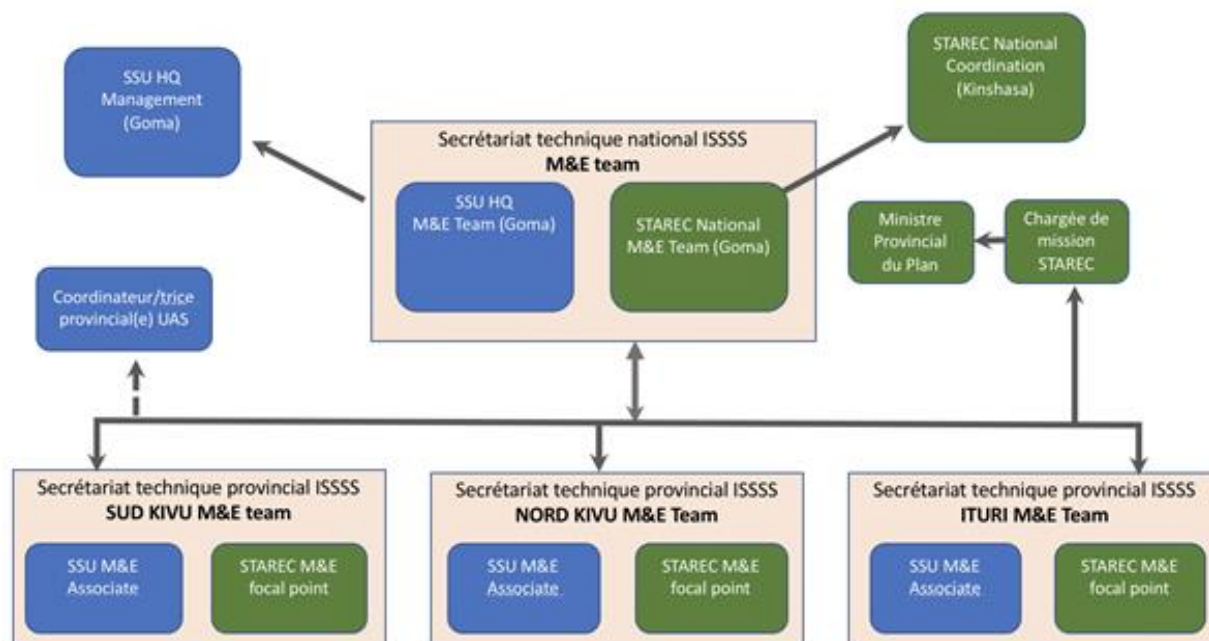 SSU HQ
Management
(Goma)
STAREC National
Coordination
(Kinshasa)
Secrétariat technique national ISSSS
M&E team
SSU HQ
M&E Team (Goma)
STAREC National
M&E Team (Goma)
Ministre
Provincial
du Plan
Chargée de
mission
STAREC
Coordinateur/trice
provincial(e) UAS
Secrétariat technique provincial ISSSS
SUD KIVU M&E team
SSU M&E
Associate
STAREC M&E
focal point
Secrétariat technique provincial ISSSS
NORD KIVU M&E Team
SSU M&E
Associate.
STAREC M&E
focal point
Secrétariat technique provincial ISSSS
ITURI M&E Team
SSU M&E
Associate
STAREC M&E
focal point